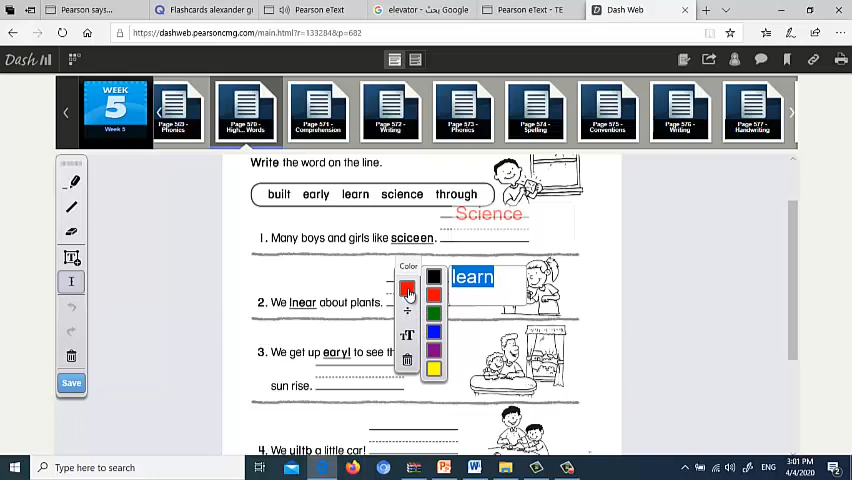 Pearson says...
Flashcards alexander gr
Pearson eText
elevator - بحث Google
Pearson eText - TE
Dash Web
https://dashweb.pearsoncmg.com/main.html?r=133284&p=682
Dash
WEEK
5
Week 5
Page 569 -
Phonics
Page 570 -
High... Words
Page 571 -
Comprehension
Page 572 -
Writing
Page 573 -
Phonics
Page 574 -
Spelling
Page 575 -
Conventions
Page 576 -
Writing
Page 577 -
Handwriting
Write the word on the line.
built early learn science through
Science
1. Many boys and girls like sciceen.
Color
learn
2. We lnear about plants.
3. We get up earyl to see th
sun rise.
4. We uiltb a little car!
TT
Save
Type here to search
ENG
3:01 PM
4/4/2020
2